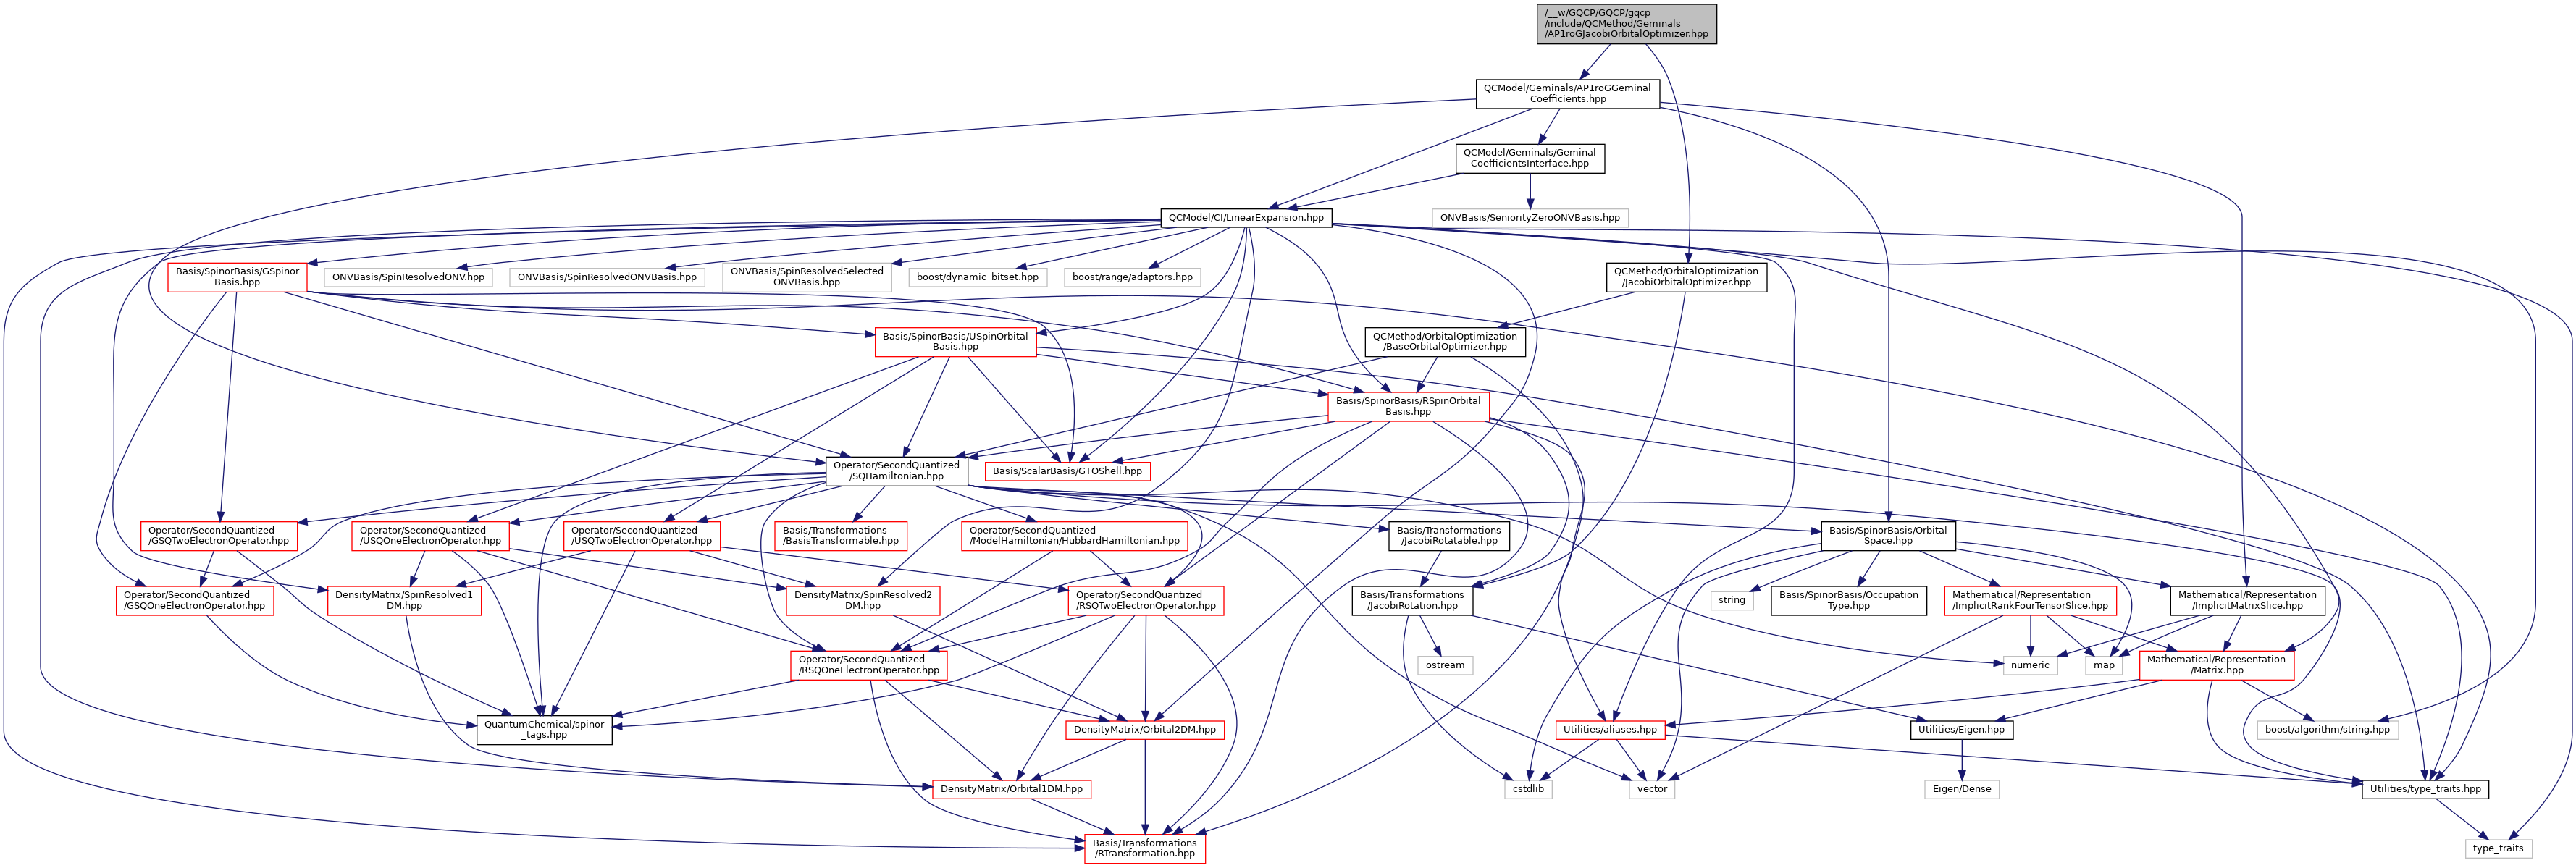 /__w/GQCP/GQCP/gqcp
/include/QCMethod/Geminals
/AP1roGJacobiOrbitalOptimizer.hpp
QCModel/Geminals/AP1roGGeminal
Coefficients.hpp
QCModel/Geminals/Geminal
CoefficientsInterface.hpp
QCModel/CI/LinearExpansion.hpp
ONVBasis/SeniorityZeroONVBasis.hpp
Basis/SpinorBasis/GSpinor
Basis.hpp
ONVBasis/SpinResolvedONV.hpp
ONVBasis/SpinResolvedONVBasis.hpp
ONVBasis/SpinResolvedSelected
ONVBasis.hpp
boost/dynamic_bitset.hpp
boost/range/adaptors.hpp
QCMethod/OrbitalOptimization
/JacobiOrbitalOptimizer.hpp
Basis/SpinorBasis/USpinOrbital
Basis.hpp
QCMethod/OrbitalOptimization
/BaseOrbitalOptimizer.hpp
Basis/SpinorBasis/RSpinOrbital
Basis.hpp
Operator/SecondQuantized
/SQHamiltonian.hpp
Basis/ScalarBasis/GTOShell.hpp
Operator/SecondQuantized
/GSQTwoElectronOperator.hpp
Operator/SecondQuantized
/USQOneElectronOperator.hpp
Operator/SecondQuantized
/USQTwoElectronOperator.hpp
Basis/Transformations
/BasisTransformable.hpp
Operator/SecondQuantized
/ModelHamiltonian/HubbardHamiltonian.hpp
Basis/Transformations
/JacobiRotatable.hpp
Basis/SpinorBasis/Orbital
Space.hpp
Operator/SecondQuantized
/GSQOneElectronOperator.hpp
DensityMatrix/SpinResolved1
DM.hpp
DensityMatrix/SpinResolved2
DM.hpp
Operator/SecondQuantized
/RSQTwoElectronOperator.hpp
Basis/Transformations
/JacobiRotation.hpp
string
Basis/SpinorBasis/Occupation
Type.hpp
Mathematical/Representation
/ImplicitRankFourTensorSlice.hpp
Mathematical/Representation
/ImplicitMatrixSlice.hpp
Operator/SecondQuantized
/RSQOneElectronOperator.hpp
ostream
numeric
map
Mathematical/Representation
/Matrix.hpp
QuantumChemical/spinor
_tags.hpp
DensityMatrix/Orbital2DM.hpp
Utilities/aliases.hpp
Utilities/Eigen.hpp
boost/algorithm/string.hpp
DensityMatrix/Orbital1DM.hpp
cstdlib
vector
Eigen/Dense
Utilities/type_traits.hpp
Basis/Transformations
/RTransformation.hpp
type_traits